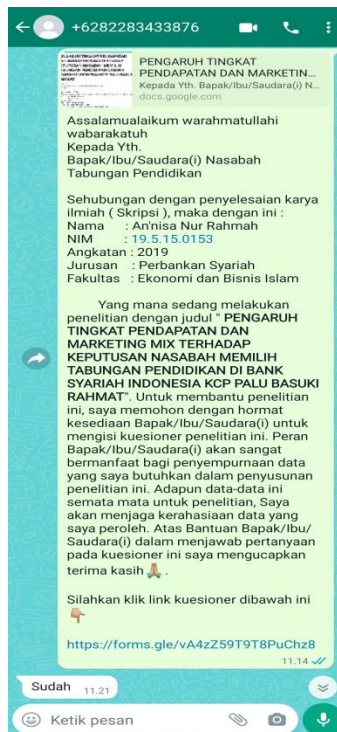 +6282283433876
PENGARUH TINGKAT
PENDAPATAN DAN MARKETIN...
Kepada Yth. Bapak/Ibu/Saudara(i) N...
docs.google.com
Assalamualaikum warahmatullahi
wabarakatuh
Kepada Yth.
Bapak/Ibu/Saudara(i) Nasabah
Tabungan Pendidikan
Sehubungan dengan penyelesaian karya
ilmiah ( Skripsi ), maka dengan ini :
Nama : An'nisa Nur Rahmah
NIM : 19.5.15.0153
Angkatan : 2019
Jurusan : Perbankan Syariah
Fakultas : Ekonomi dan Bisnis Islam
Yang mana sedang melakukan
penelitian dengan judul " PENGARUH
TINGKAT PENDAPATAN DAN
MARKETING MIX TERHADAP
KEPUTUSAN NASABAH MEMILIH
TABUNGAN PENDIDIKAN DI BANK
SYARIAH INDONESIA KCP PALU BASUKI
RAHMAT". Untuk membantu penelitian
ini, saya memohon dengan hormat
kesediaan Bapak/Ibu/Saudara(i) untuk
mengisi kuesioner penelitian ini. Peran
Bapak/Ibu/Saudara(i) akan sangat
bermanfaat bagi penyempurnaan data
yang saya butuhkan dalam penyusunan
penelitian ini. Adapun data-data ini
semata mata untuk penelitian, Saya
akan menjaga kerahasiaan data yang
saya peroleh. Atas Bantuan Bapak/Ibu/
Saudara(i) dalam menjawab pertanyaan
pada kuesioner ini saya mengucapkan
terima kasih 🙏🏼 .
Silahkan klik link kuesioner dibawah ini
👇🏼
https://forms.gle/vA4zZ59T9T8PuChz8
11.14
Sudah 11.21
Ketik pesan